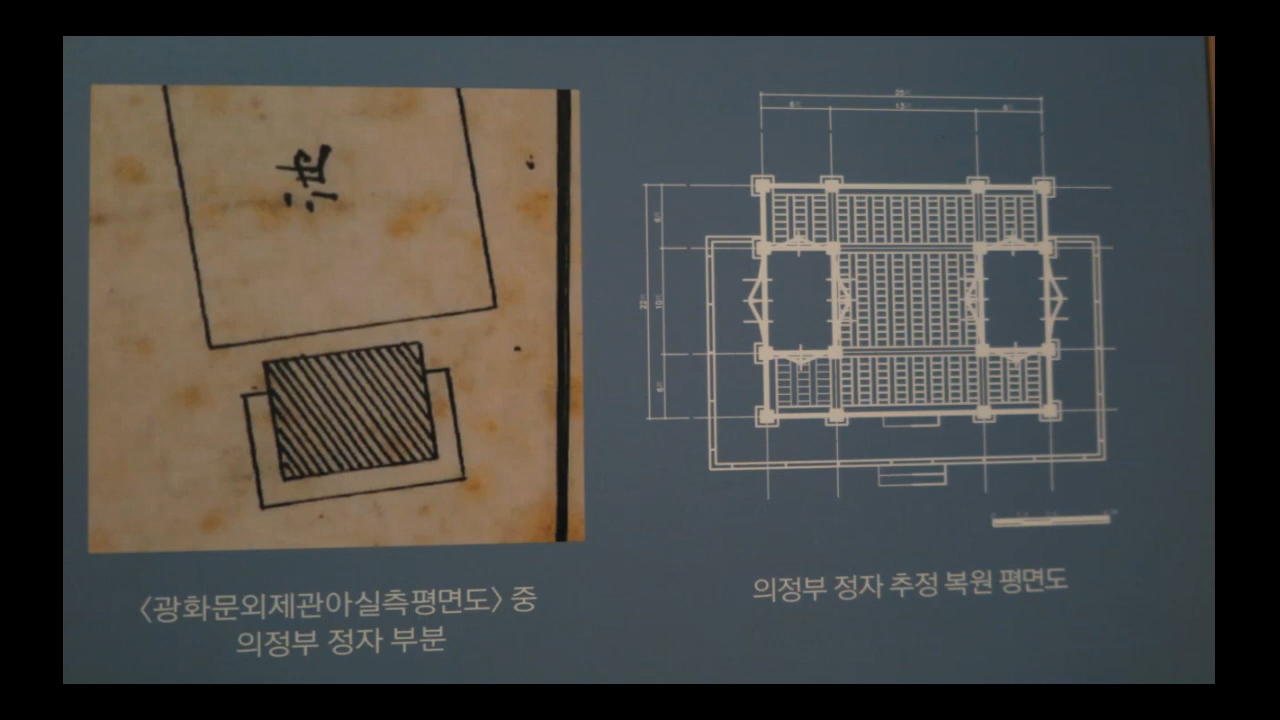 池
〈광화문외제관아실측평면도〉 중
의정부 정자 부분
의정부 정자 추정 복원 평면도